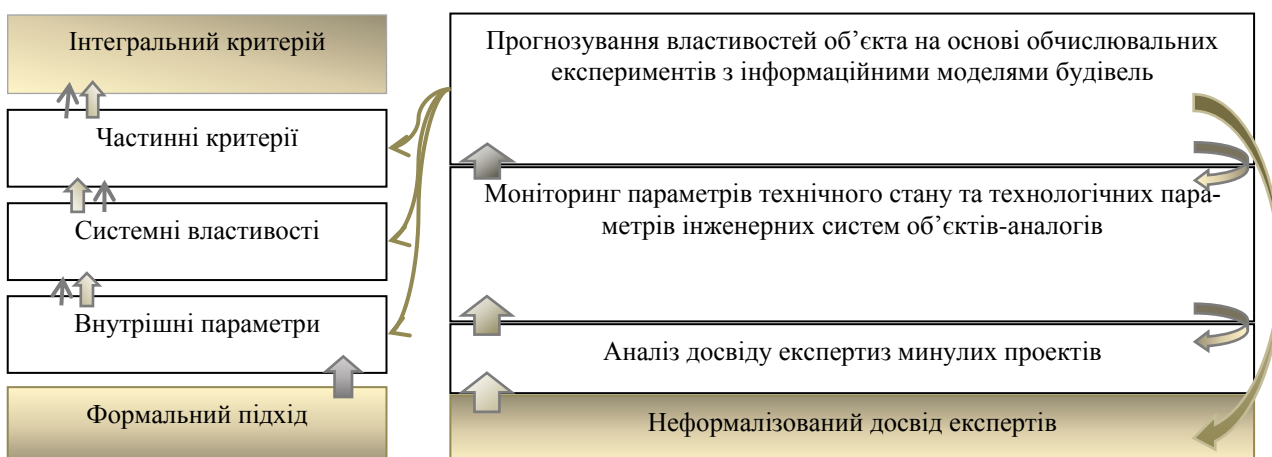 Інтегральний критерій
Частинні критерії
Системні властивості
Внутрішні параметри
Формальний підхід
Прогнозування властивостей об’єкта на основі обчислювальних
експериментів з інформаційними моделями будівель
Моніторинг параметрів технічного стану та технологічних пара-
метрів інженерних систем об’єктів-аналогів
Аналіз досвіду експертиз минулих проектів
Неформалізований досвід експертів